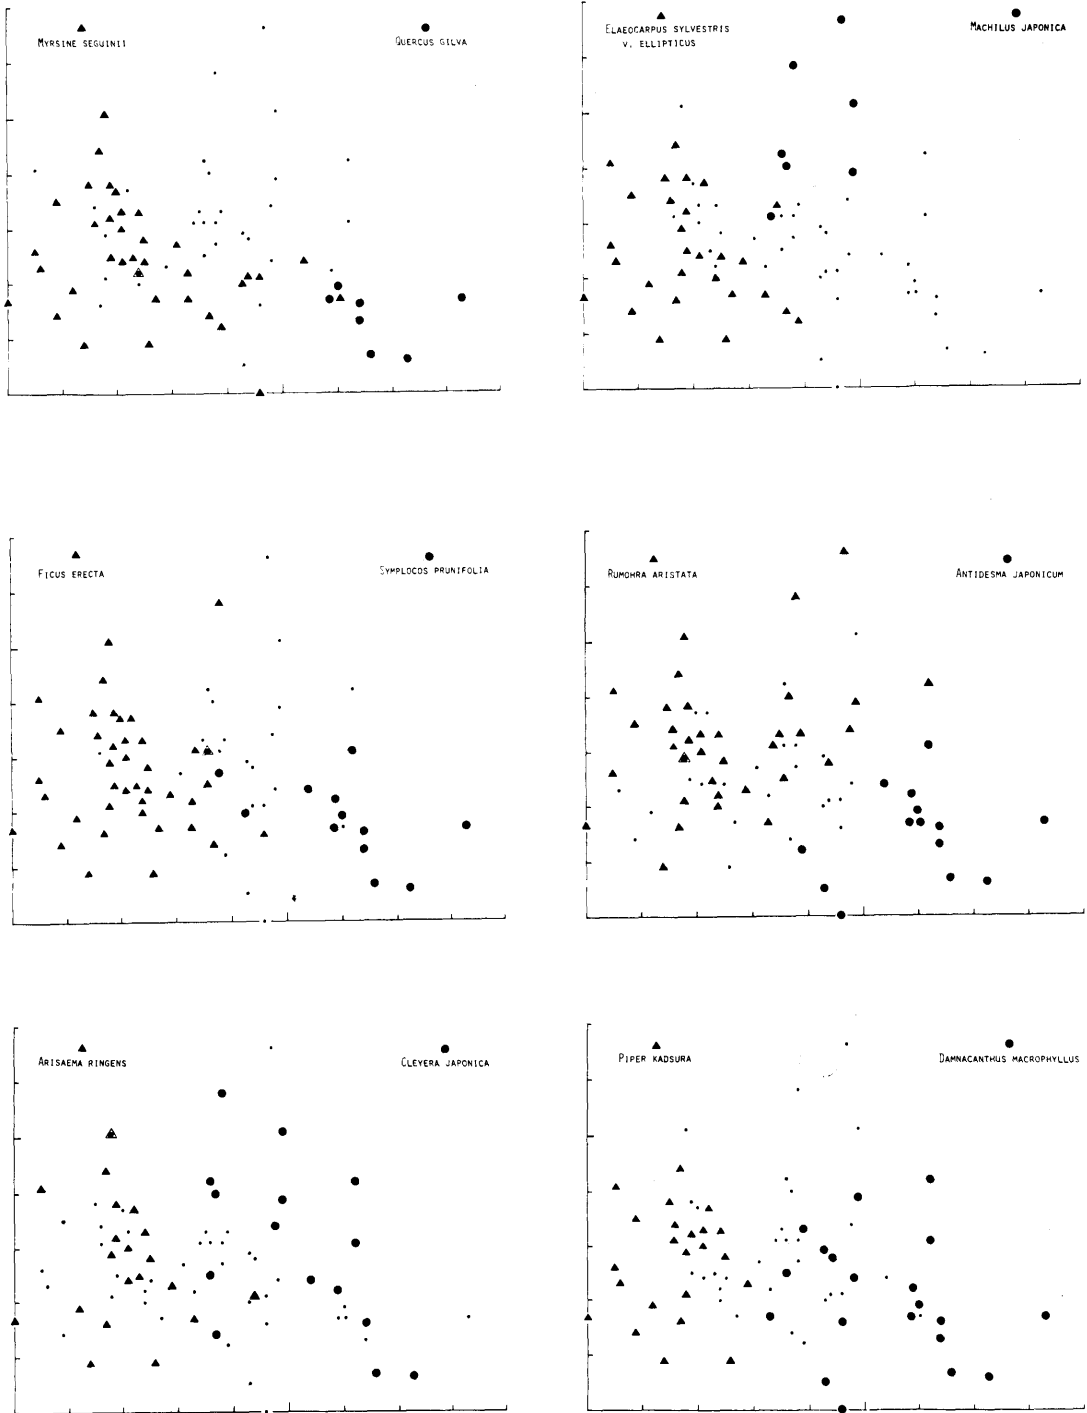 MYRSINE SEGUINII
QUERCUS GILVA
ELAEOCARPUS SYLVESTRIS
V. ELLIPTICUS
MACHILUS JAPONICA
FICUS ERECTA
SYMPLOCOS PRUNIFOLIA
RUMOHRA ARISTATA
ANTIDESMA JAPONICUM
ARISAEMA RINGENS
CLEYERA JAPONICA
PIPER KADSURA
DAMNACANTHUS MACROPHYLLUS